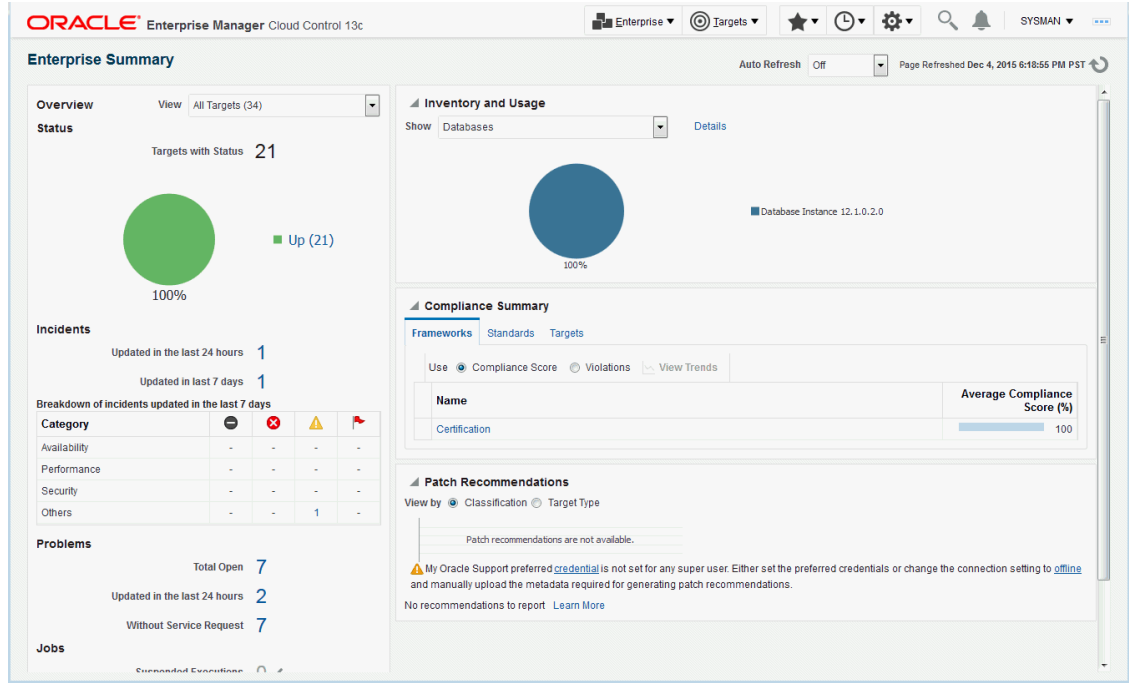 ORACLE® Enterprise Manager Cloud Control 13c
Enterprise ▼ Targets ▼ SYSMAN ▼
Enterprise Summary
Auto Refresh Off Page Refreshed Dec 4, 2015 6:18:55 PM PST
Overview View All Targets (34)
Status
Targets with Status 21
Up (21)
100%
Incidents
Updated in the last 24 hours 1
Updated in last 7 days 1
Breakdown of incidents updated in the last 7 days
Category
Availability - - - -
Performance - - - -
Security - - - -
Others - - 1 -
Problems
Total Open 7
Updated in the last 24 hours 2
Without Service Request 7
Jobs
Suspended Executions 0
Inventory and Usage
Show Databases Details
Database Instance 12.1.0.2.0
100%
Compliance Summary
Frameworks Standards Targets
Use Compliance Score Violations View Trends
Name Average Compliance
Score (%)
Certification 100
Patch Recommendations
View by Classification Target Type
Patch recommendations are not available.
My Oracle Support preferred credential is not set for any super user. Either set the preferred credentials or change the connection setting to offline
and manually upload the metadata required for generating patch recommendations.
No recommendations to report Learn More